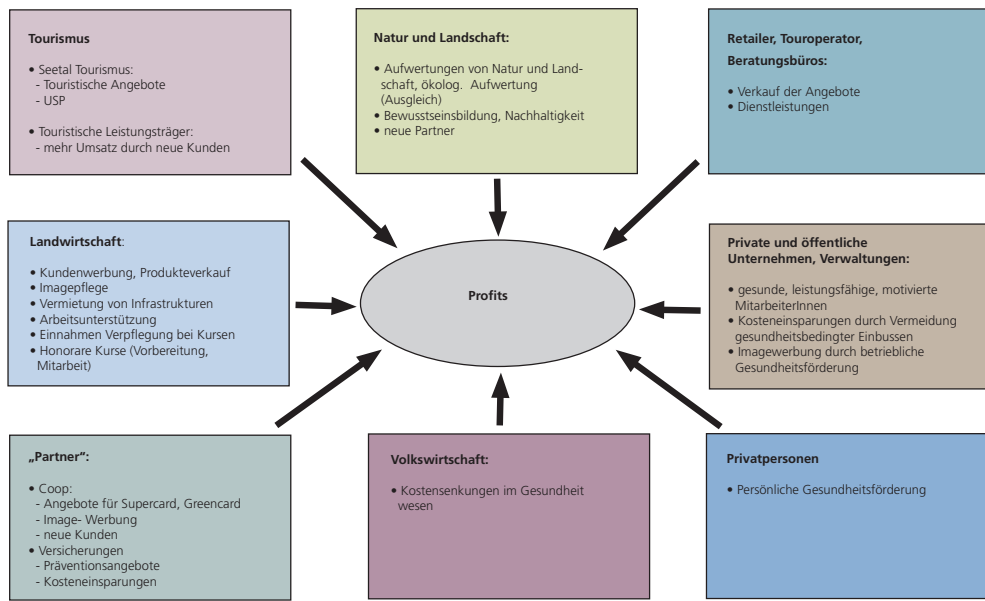 Tourismus
• Seetal Tourismus:
- Touristische Angebote
- USP
• Touristische Leistungsträger:
- mehr Umsatz durch neue Kunden
Natur und Landschaft:
• Aufwertungen von Natur und Land-
schaft, ökolog. Aufwertung
(Ausgleich)
• Bewusstseinsbildung, Nachhaltigkeit
• neue Partner
Retailer, Touroperator,
Beratungsbüros:
• Verkauf der Angebote
• Dienstleistungen
Landwirtschaft:
• Kundenwerbung, Produkteverkauf
• Imagepflege
• Vermietung von Infrastrukturen
• Arbeitsunterstützung
• Einnahmen Verpflegung bei Kursen
• Honorare Kurse (Vorbereitung,
Mitarbeit)
Profits
Private und öffentliche
Unternehmen, Verwaltungen:
• gesunde, leistungsfähige, motivierte
MitarbeiterInnen
• Kosteneinsparungen durch Vermeidung
gesundheitsbedingter Einbussen
• Imagewerbung durch betriebliche
Gesundheitsförderung
„Partner“:
• Coop:
- Angebote für Supercard, Greencard
- Image- Werbung
- neue Kunden
• Versicherungen
- Präventionsangebote
- Kosteneinsparungen
Volkswirtschaft:
• Kostensenkungen im Gesundheit
wesen
Privatpersonen
• Persönliche Gesundheitsförderung